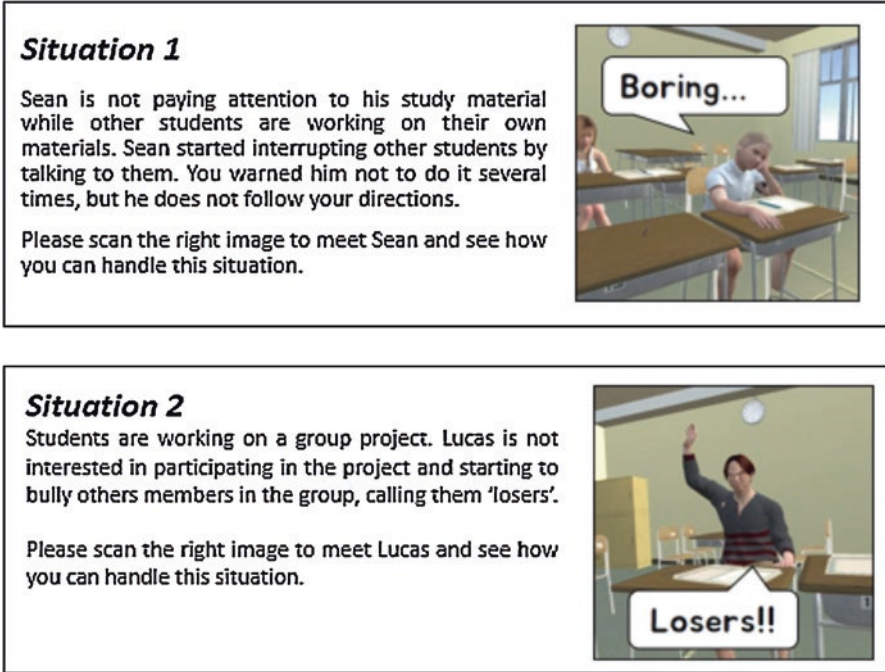 Situation 1
Sean is not paying attention to his study material
while other students are working on their own
materials. Sean started interrupting other students by
talking to them. You warned him not to do it several
times, but he does not follow your directions.
Please scan the right image to meet Sean and see how
you can handle this situation.
Boring...
Situation 2
Students are working on a group project. Lucas is not
interested in participating in the project and starting to
bully others members in the group, calling them 'losers'.
Please scan the right image to meet Lucas and see how
you can handle this situation.
Losers!!